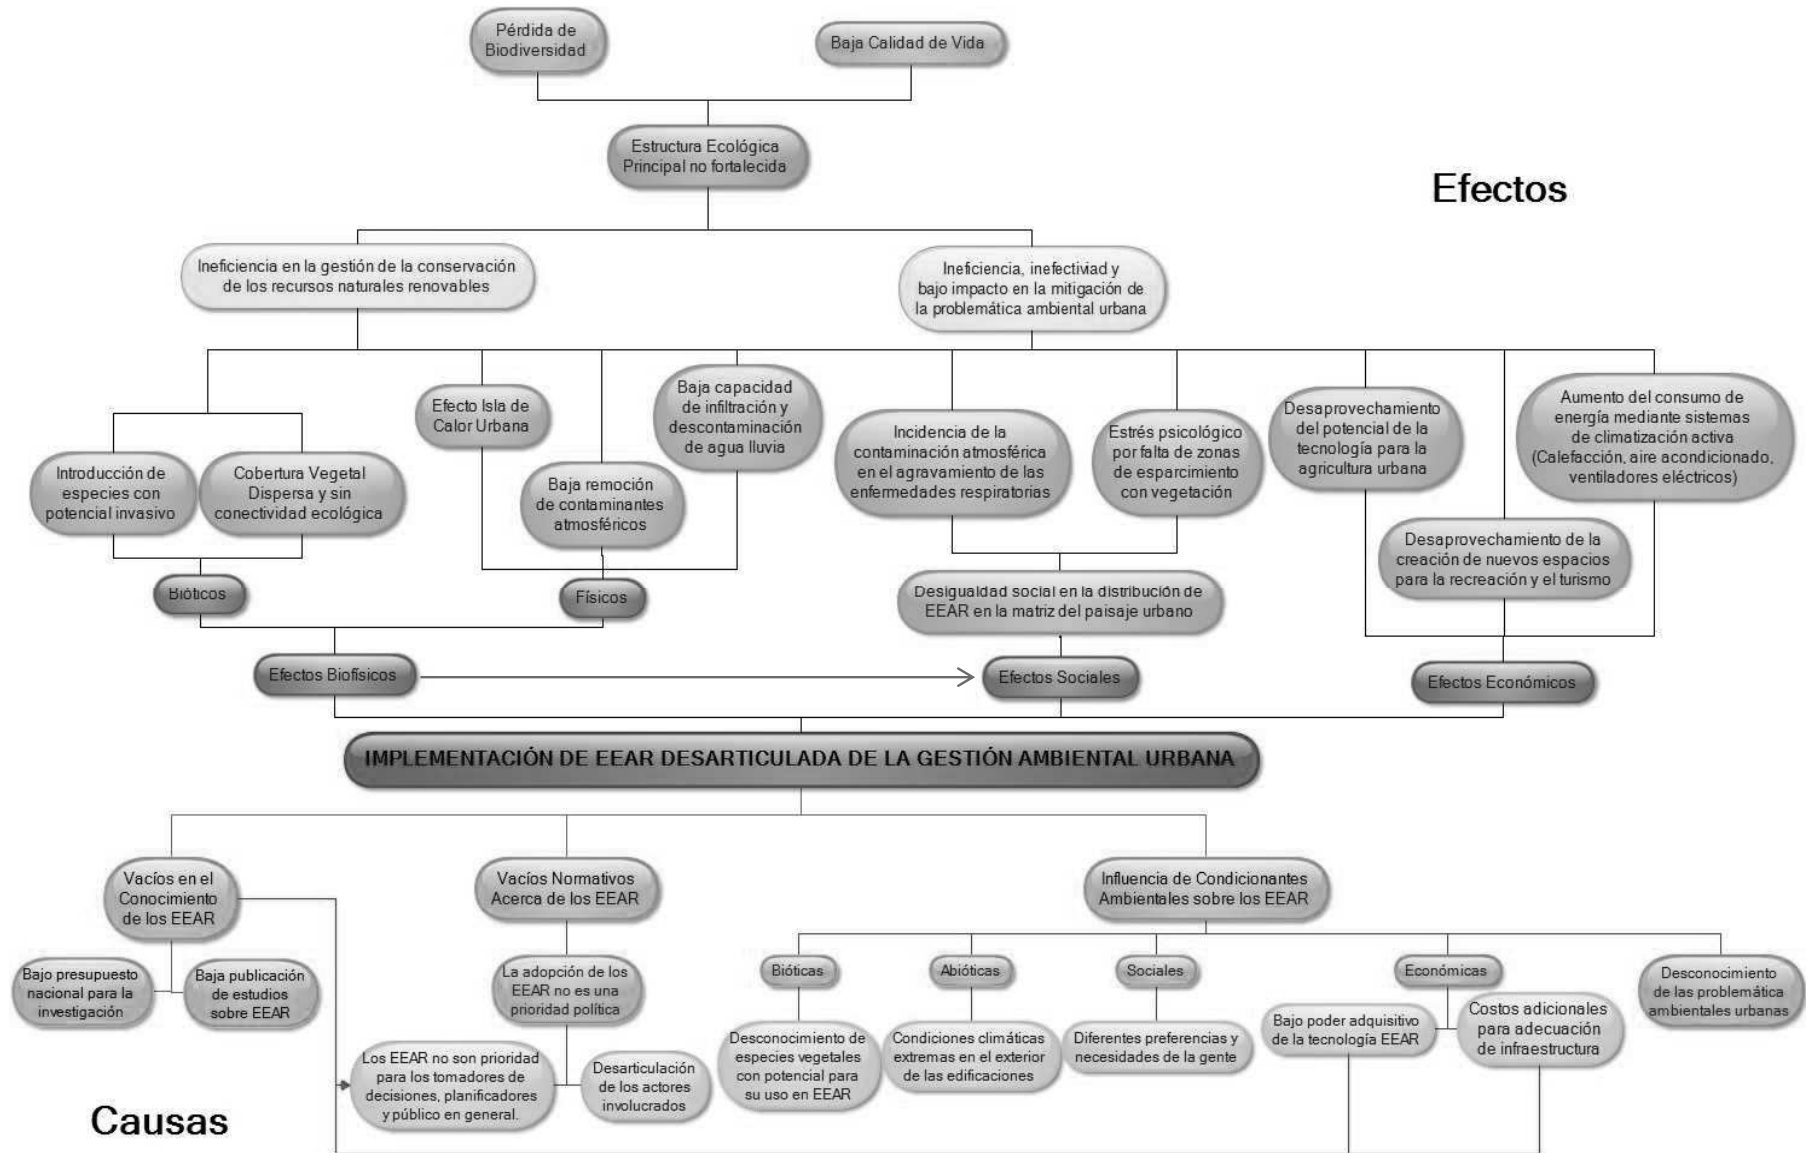 Pérdida de
Biodiversidad
Baja Calidad de Vida
Estructura Ecológica
Principal no fortalecida
Efectos
Ineficiencia en la gestión de la conservación
de los recursos naturales renovables
Ineficiencia, inefectiviad y
bajo impacto en la mitigación de
la problemática ambiental urbana
Introducción de
especies con
potencial invasivo
Cobertura Vegetal
Dispersa y sin
conectividad ecológica
Efecto Isla de
Calor Urbana
Baja remoción
de contaminantes
atmosféricos
Baja capacidad
de infiltración y
descontaminación
de agua lluvia
Incidencia de la
contaminación atmosférica
en el agravamiento de las
enfermedades respiratorias
Estrés psicológico
por falta de zonas
de esparcimiento
con vegetación
Desaprovechamiento
del potencial de la
tecnología para la
agricultura urbana
Desaprovechamiento de la
creación de nuevos espacios
para la recreación y el turismo
Aumento del consumo de
energía mediante sistemas
de climatización activa
(Calefacción, aire acondicionado,
ventiladores eléctricos)
Bióticos
Físicos
Desigualdad social en la distribución de
EEAR en la matriz del paisaje urbano
Efectos Biofísicos
Efectos Sociales
Efectos Económicos
IMPLEMENTACIÓN DE EEAR DESARTICULADA DE LA GESTIÓN AMBIENTAL URBANA
Vacíos en el
Conocimiento
de los EEAR
Vacíos Normativos
Acerca de los EEAR
Influencia de Condicionantes
Ambientales sobre los EEAR
Bajo presupuesto
nacional para la
investigación
Baja publicación
de estudios
sobre EEAR
La adopción de los
EEAR no es una
prioridad política
Bióticas
Abióticas
Sociales
Económicas
Desconocimiento
de las problemática
ambientales urbanas
Los EEAR no son prioridad
para los tomadores de
decisiones, planificadores
y público en general.
Desarticulación
de los actores
involucrados
Desconocimiento de
especies vegetales
con potencial para
su uso en EEAR
Condiciones climáticas
extremas en el exterior
de las edificaciones
Diferentes preferencias y
necesidades de la gente
Bajo poder adquisitivo
de la tecnología EEAR
Costos adicionales
para adecuación
de infraestructura
Causas